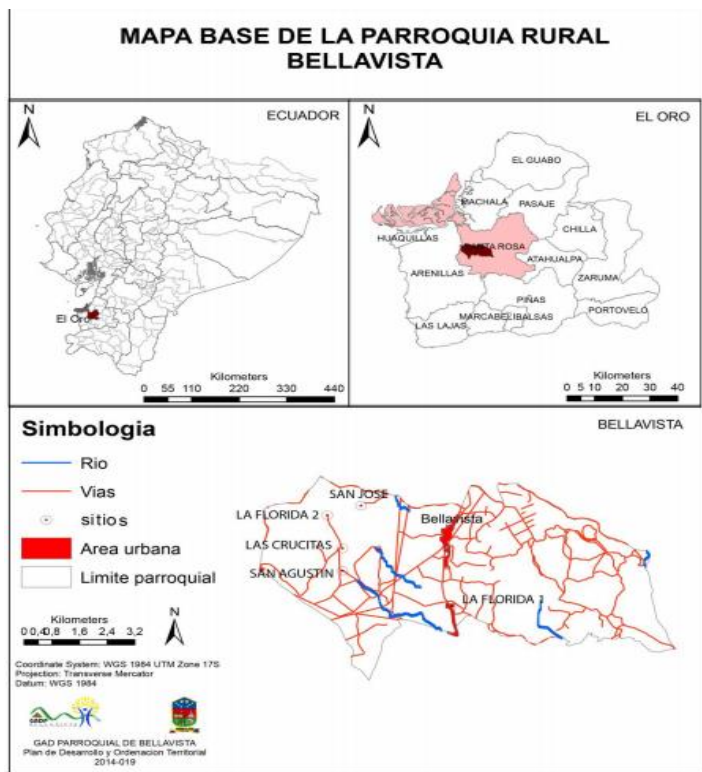 MAPA BASE DE LA PARROQUIA RURAL
BELLAVISTA
N
ECUADOR
El Oro
Kilometers
0 55 110 220 330 440
N
EL ORO
EL GUABO
MACHALA
PASAJE
CHILLA
HUAQUILLAS
SANTA ROSA
ATAHUALPA
ARENILLAS
ZARUMA
PIÑAS
PORTOVELO
MARCABELI
BALSAS
LAS LAJAS
Kilometers
0 5 10 20 30 40
Simbologia
Rio
Vias
sitios
Area urbana
Limite parroquial
Kilometers
0 0,40,8 1,6 2,4 3,2
N
Coordinate System: WGS 1984 UTM Zone 17S
Projection: Transverse Mercator
Datum: WGS 1984
GAD PARROQUIAL DE BELLAVISTA
Plan de Desarrollo y Ordenacion Territorial
2014-019
BELLAVISTA
SAN JOSE
LA FLORIDA 2
Bellavista
LAS CRUCITAS
SAN AGUSTIN
LA FLORIDA 1